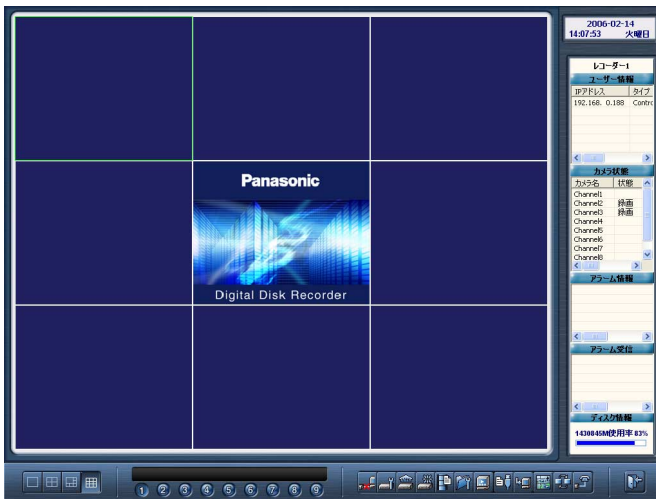 2006-02-14
14:07:53 火曜日
レコーダー1
ユーザー情報
IPアドレス タイプ
192.168. 0.188 Contro
カメラ状態
カメラ名 状態
Channel1
Channel2 録画
Channel3 録画
Channel4
Channel5
Channel6
Channel7
Channel8
アラーム情報
アラーム受信
ディスク情報
1430845M使用率83%
Panasonic
Digital Disk Recorder
1 2 3 4 5 6 7 8 9